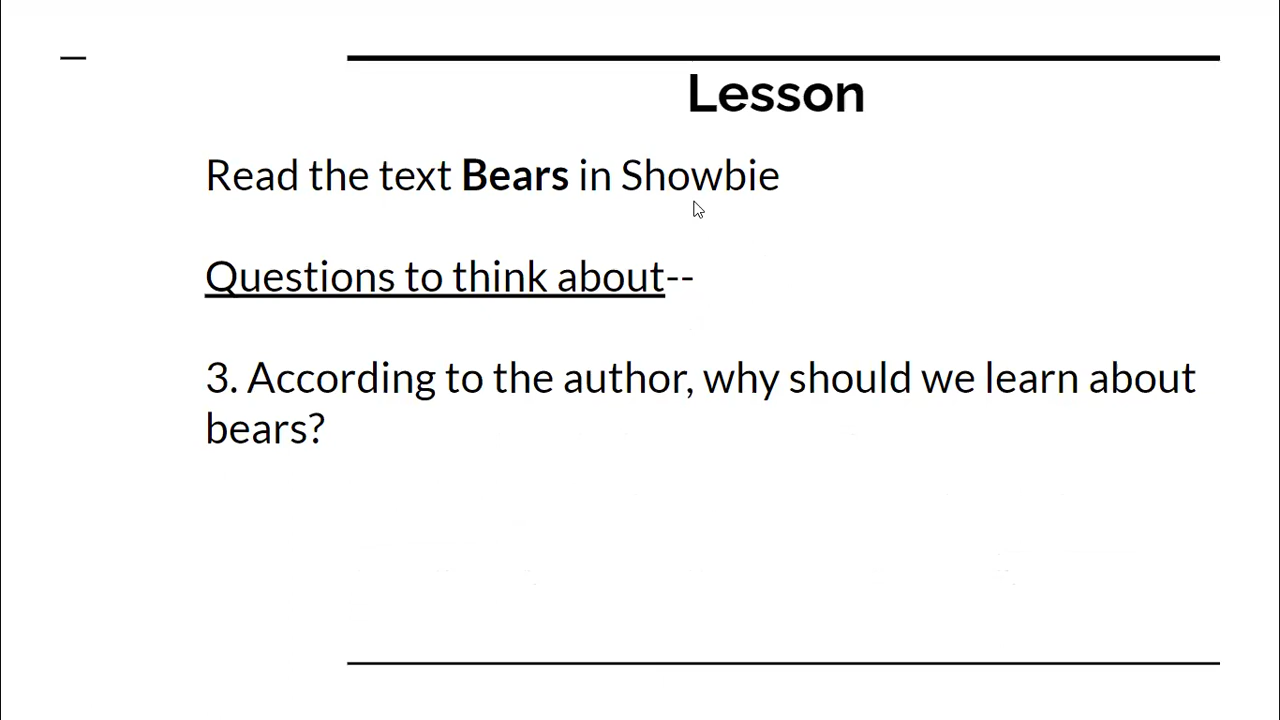 Lesson
Read the text Bears in Showbie
Questions to think about--
3. According to the author, why should we learn about
bears?